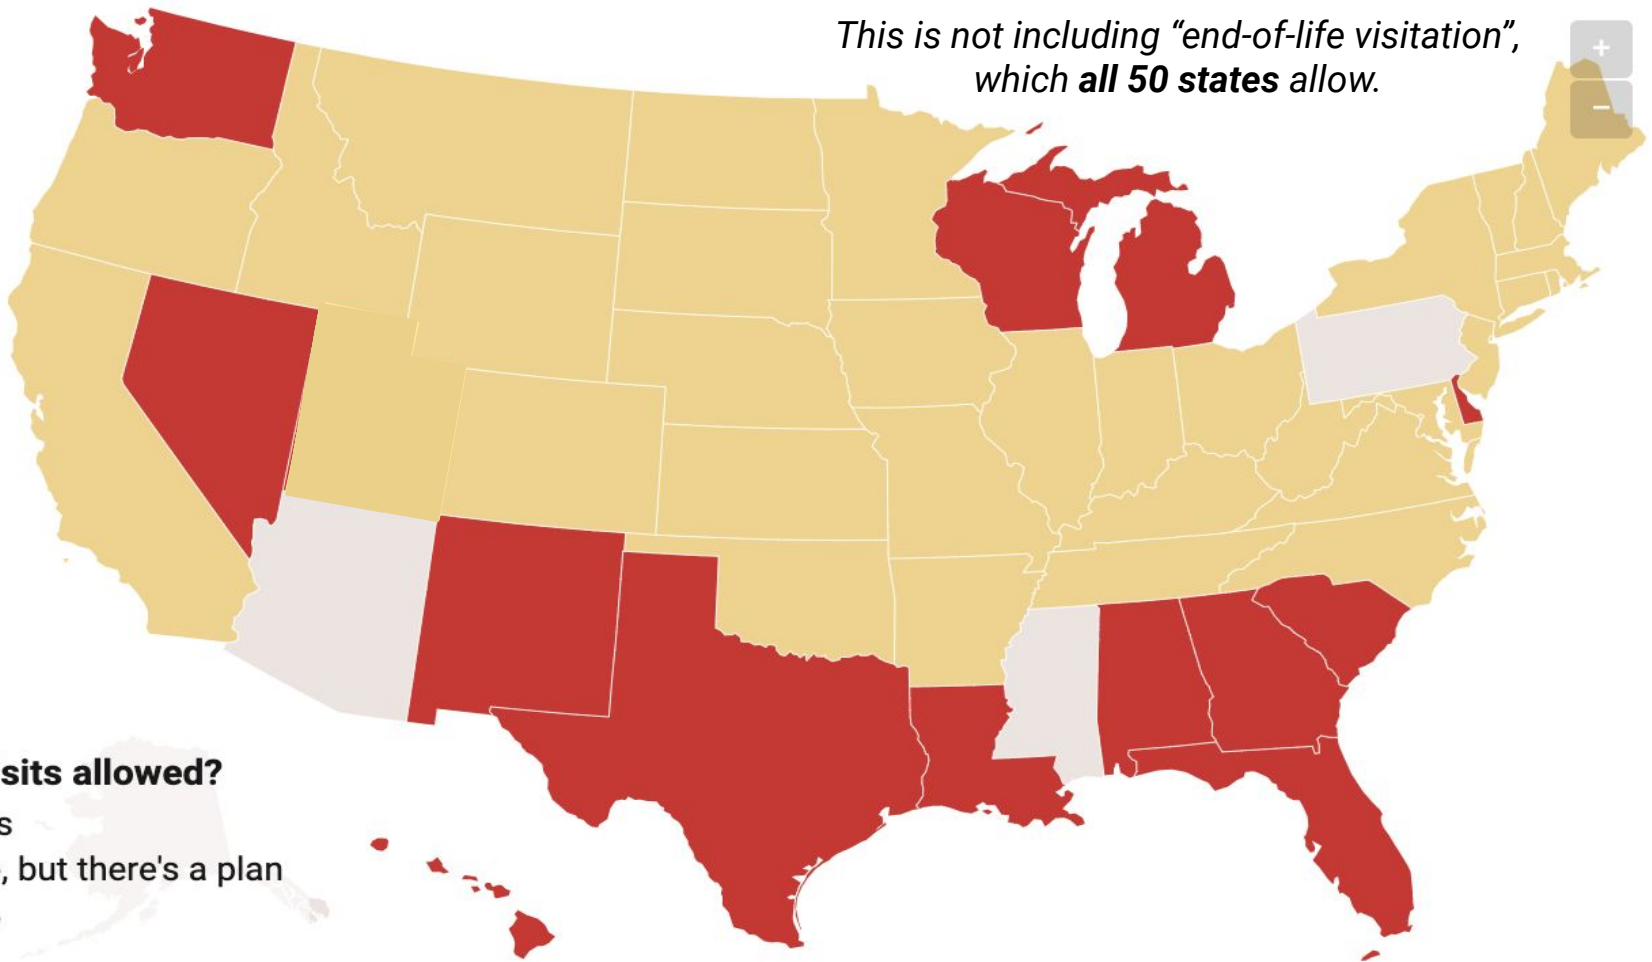 This is not including “end-of-life visitation”,
which all 50 states allow.
+
−
sits allowed?
s
, but there's a plan